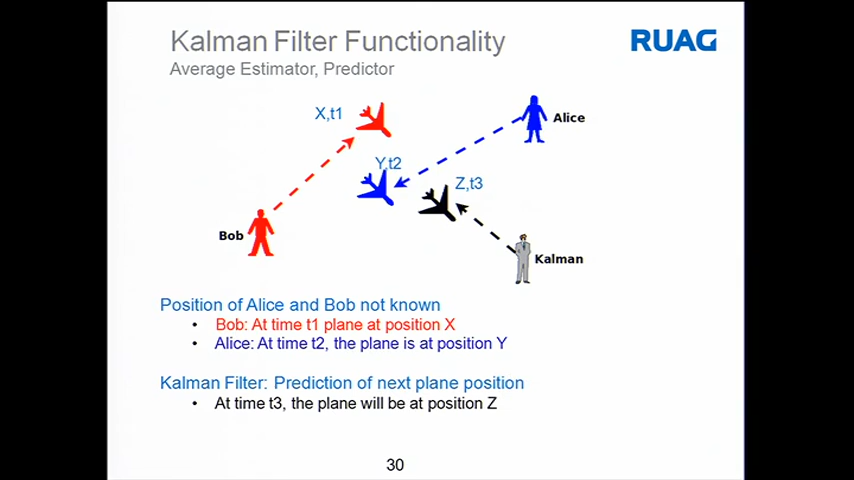 Kalman Filter Functionality
RUAG
Average Estimator, Predictor
X,t1
Alice
Y,t2
Z,t3
Bob
Kalman
Position of Alice and Bob not known
• Bob: At time t1 plane at position X
• Alice: At time t2, the plane is at position Y
Kalman Filter: Prediction of next plane position
• At time t3, the plane will be at position Z
30